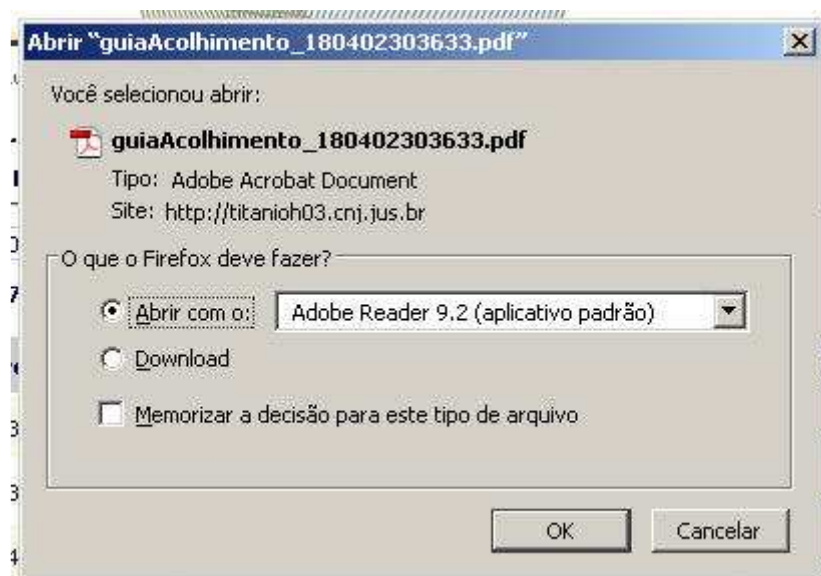 Abrir “guiaAcolhimento_180402303633.pdf”
Você selecionou abrir:
guiaAcolhimento_180402303633.pdf
Tipo: Adobe Acrobat Document
Site: http://titanioh03.cnj.jus.br
O que o Firefox deve fazer?
Abrir com o: Adobe Reader 9.2 (aplicativo padrão)
Download
Memorizar a decisão para este tipo de arquivo
OK Cancelar